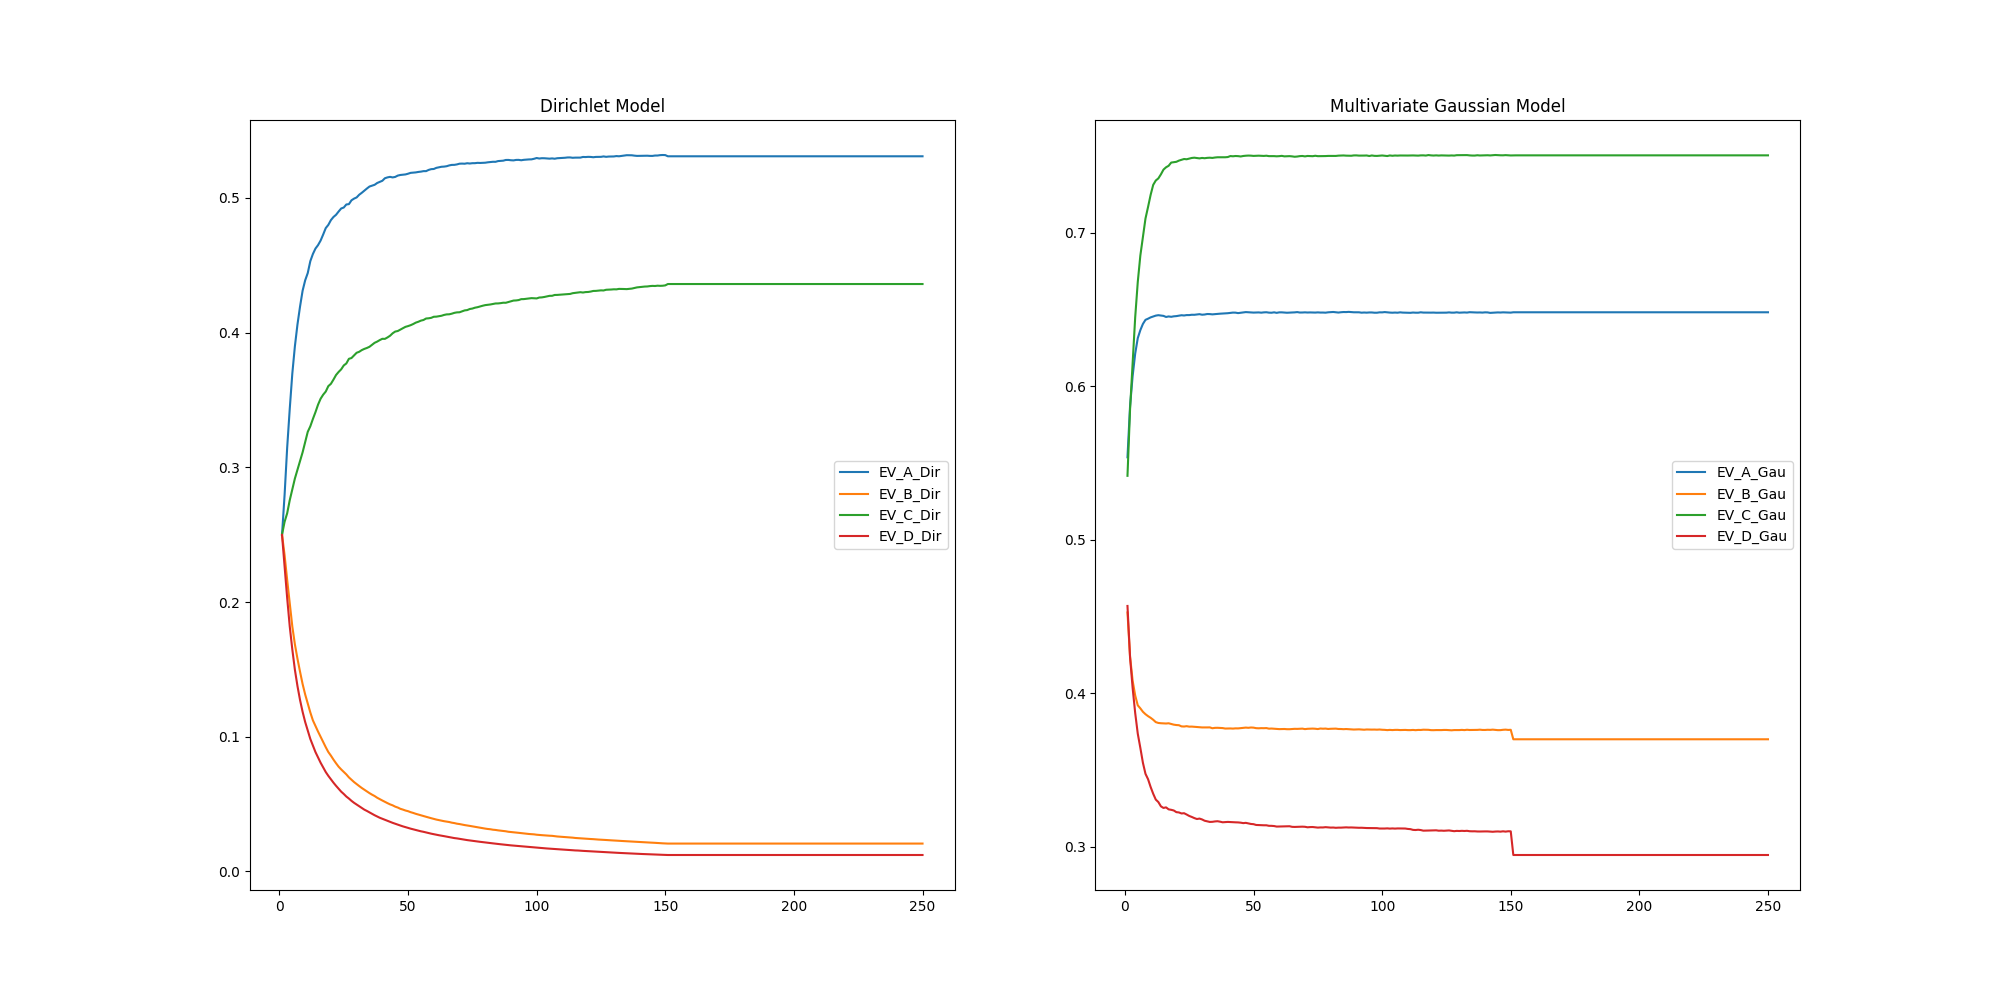 Dirichlet Model
0.5
0.4
0.3
0.2
0.1
0.0
0 50 100 150 200 250
EV_A_Dir
EV_B_Dir
EV_C_Dir
EV_D_Dir
Multivariate Gaussian Model
0.7
0.6
0.5
0.4
0.3
0 50 100 150 200 250
EV_A_Gau
EV_B_Gau
EV_C_Gau
EV_D_Gau